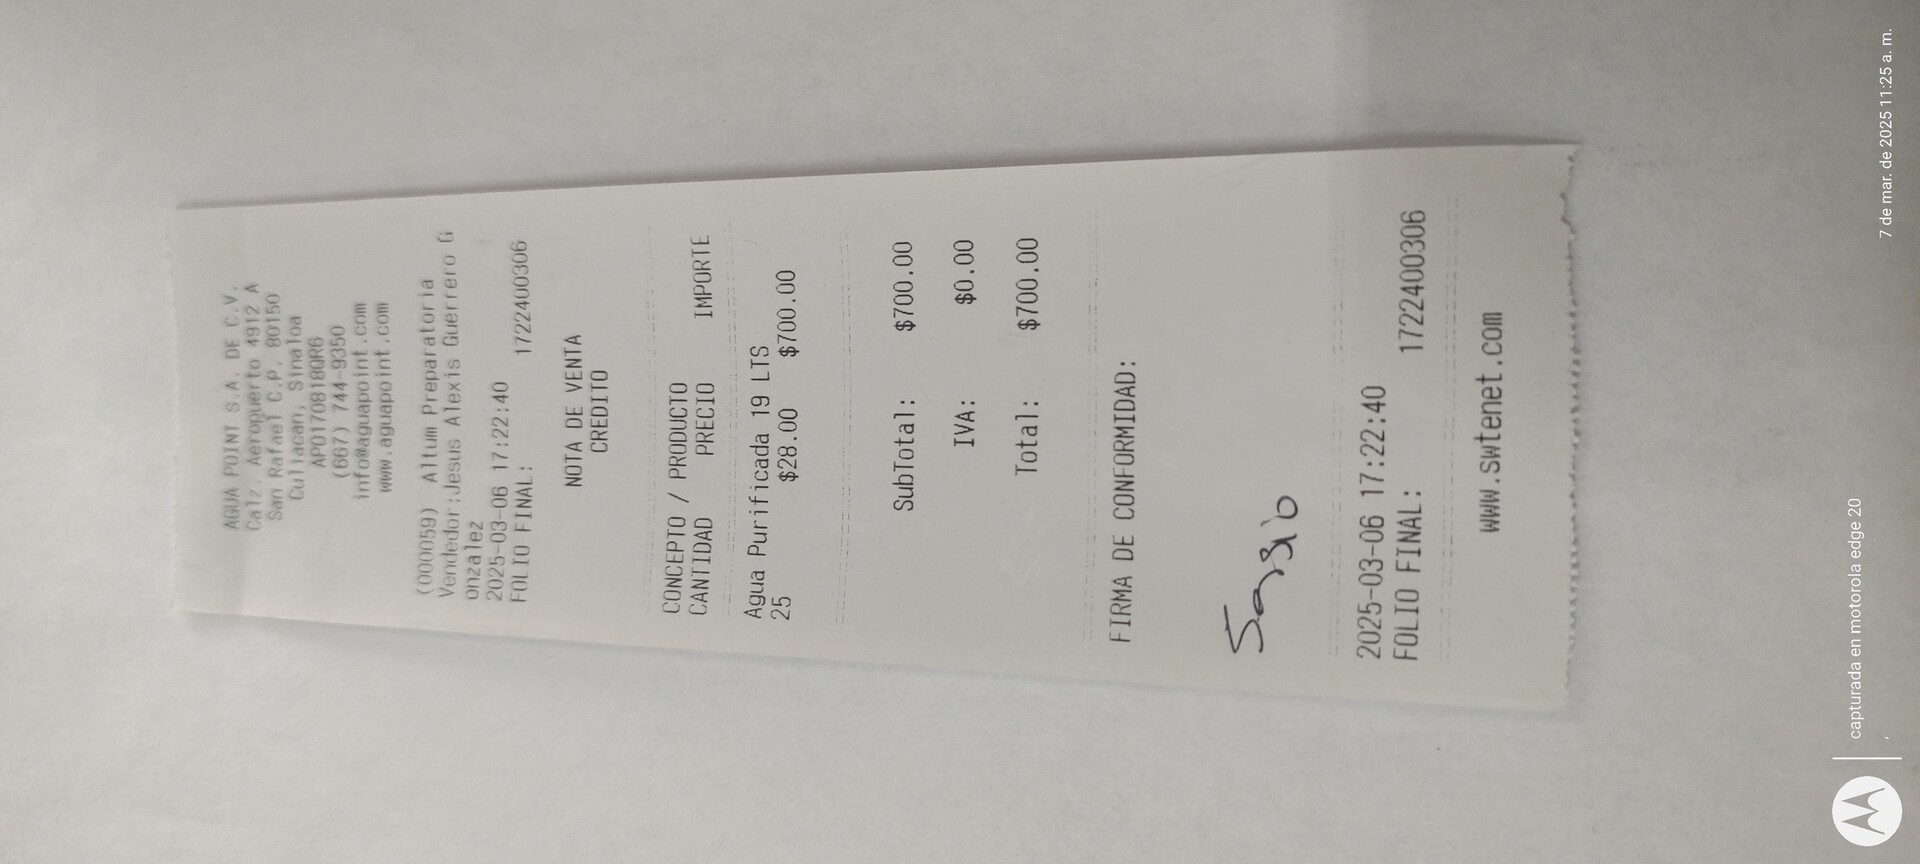 AGUA POINT S.A. DE C.V.
Calz. Aeropuerto 4912 A
San Rafael C.P. 80150
Culiacan, Sinaloa
APO170818QR6
(667) 744-9350
info@aguapoint.com
www.aguapoint.com
(000059) Altum Preparatoria
Vendedor:Jesus Alexis Guerrero G
onzalez
2025-03-06 17:22:40
FOLIO FINAL: 1722400306
NOTA DE VENTA
CREDITO
CONCEPTO / PRODUCTO
CANTIDAD PRECIO IMPORTE
Agua Purificada 19 LTS
25 $28.00 $700.00
SubTotal: $700.00
IVA: $0.00
Total: $700.00
FIRMA DE CONFORMIDAD:
2025-03-06 17:22:40
FOLIO FINAL: 1722400306
www.swtenet.com
capturada en motorola edge 20
7 de mar. de 2025 11:25 a. m.